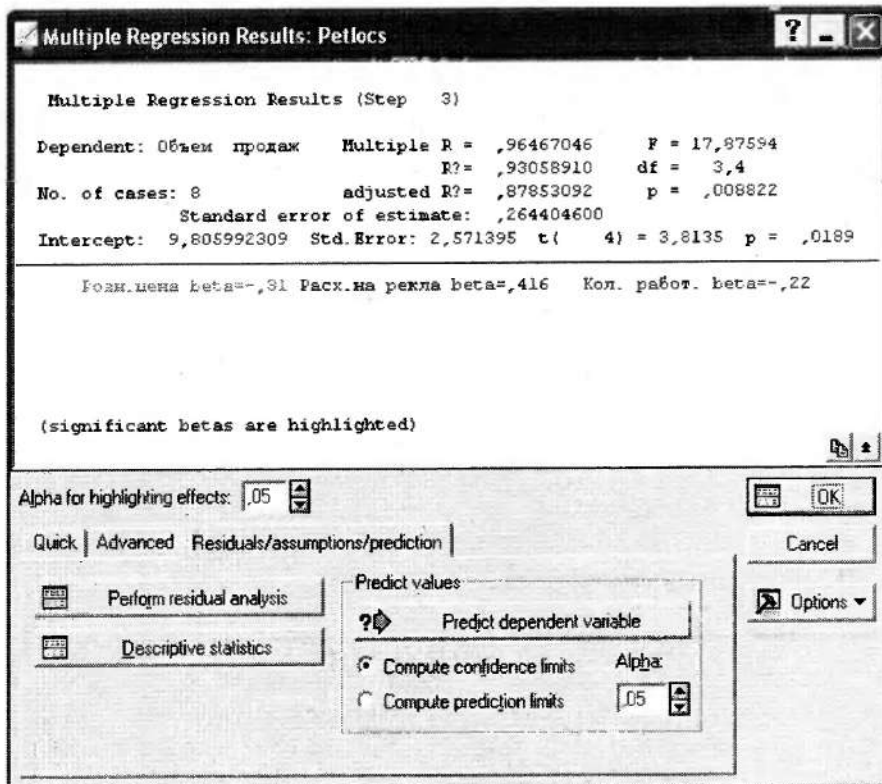 Multiple Regression Results: Petlocs
Multiple Regression Results (Step 3)
Dependent: Объем продаж Multiple R = ,96467046 F = 17,87594
R?= ,93058910 df = 3,4
No. of cases: 8 adjusted R?= ,87853092 p = ,008822
Standard error of estimate: ,264404600
Intercept: 9,805992309 Std.Error: 2,571395 t( 4) = 3,8135 p = ,0189
Розн.цена beta=-,31 Расх.на рекла beta=,416 Кол. работ. beta=-,22
(significant betas are highlighted)
Alpha for highlighting effects: ,05
Quick Advanced Residuals/assumptions/prediction
OK
Cancel
Options
Perform residual analysis
Descriptive statistics
Predict values
Predict dependent variable
Compute confidence limits
Compute prediction limits
Alpha:
,05